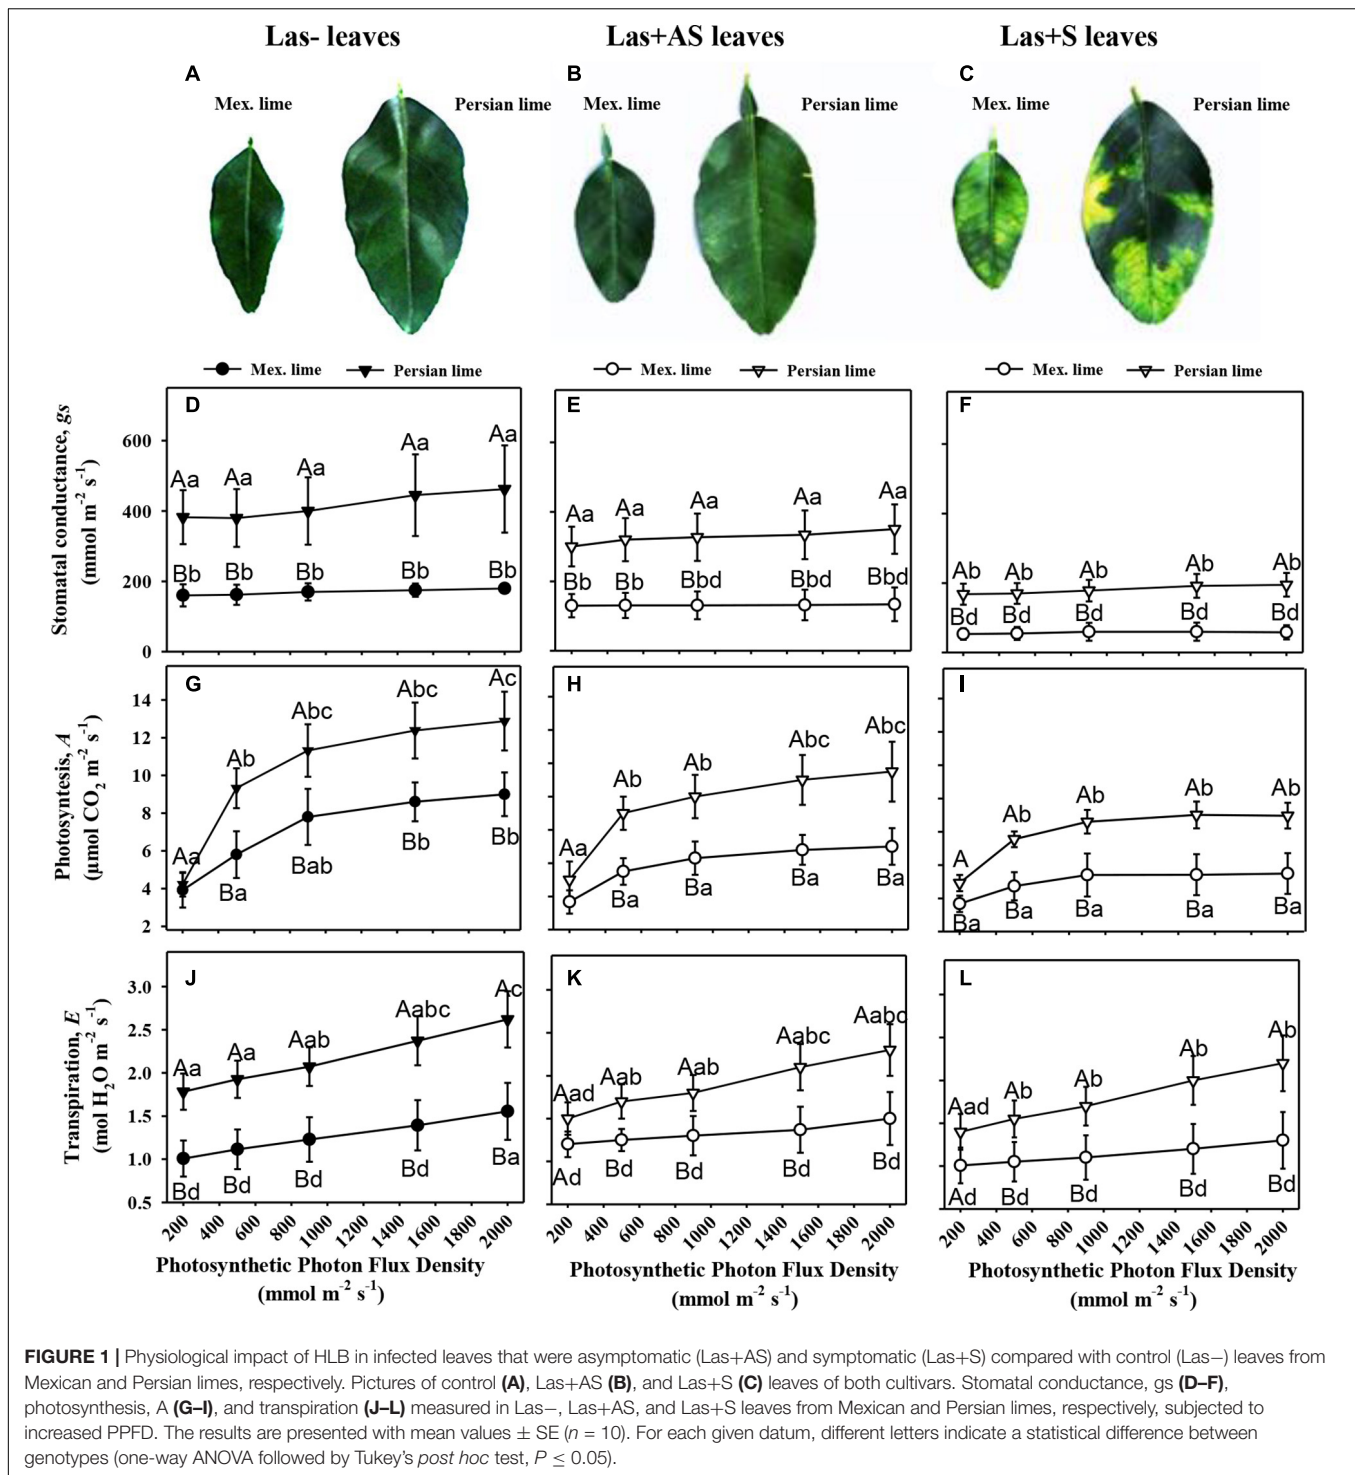 Las- leaves Las+AS leaves Las+S leaves
A B C
Mex. lime Persian lime Mex. lime Persian lime Mex. lime Persian lime
Mex. lime Persian lime Mex. lime Persian lime Mex. lime Persian lime
Stomatal conductance, gs
(mmol m-2 s-1)
600
400
200
0
D
Aa Aa Aa Aa Aa
Bb Bb Bb Bb Bb
E
Aa Aa Aa Aa Aa
Bb Bb Bbd Bbd Bbd
F
Ab Ab Ab Ab Ab
Bd Bd Bd Bd Bd
Photosyntesis, A
(µmol CO2 m-2 s-1)
14
12
10
8
6
4
2
G
Aa Ab Abc Abc Ac
Ba Bab Bb Bb
H
Aa Ab Ab Abc Abc
Ba Ba Ba Ba
I
A Ab Ab Ab Ab
Ba Ba Ba Ba Ba
Transpiration, E
(mol H2O m-2 s-1)
3.0
2.5
2.0
1.5
1.0
0.5
J
Aa Aa Aab Aabc Ac
Bd Bd Bd Bd Ba
K
Aad Aab Aab Aabc Aabc
Ad Bd Bd Bd Bd
L
Aad Ab Ab Ab Ab
Ad Bd Bd Bd Bd
200 400 600 800 1000 1200 1400 1600 1800 2000
200 400 600 800 1000 1200 1400 1600 1800 2000
200 400 600 800 1000 1200 1400 1600 1800 2000
Photosynthetic Photon Flux Density
(mmol m-2 s-1)
Photosynthetic Photon Flux Density
(mmol m-2 s-1)
Photosynthetic Photon Flux Density
(mmol m-2 s-1)
FIGURE 1 | Physiological impact of HLB in infected leaves that were asymptomatic (Las+AS) and symptomatic (Las+S) compared with control (Las−) leaves from
Mexican and Persian limes, respectively. Pictures of control (A), Las+AS (B), and Las+S (C) leaves of both cultivars. Stomatal conductance, gs (D–F),
photosynthesis, A (G–I), and transpiration (J–L) measured in Las−, Las+AS, and Las+S leaves from Mexican and Persian limes, respectively, subjected to
increased PPFD. The results are presented with mean values ± SE (n = 10). For each given datum, different letters indicate a statistical difference between
genotypes (one-way ANOVA followed by Tukey's post hoc test, P ≤ 0.05).